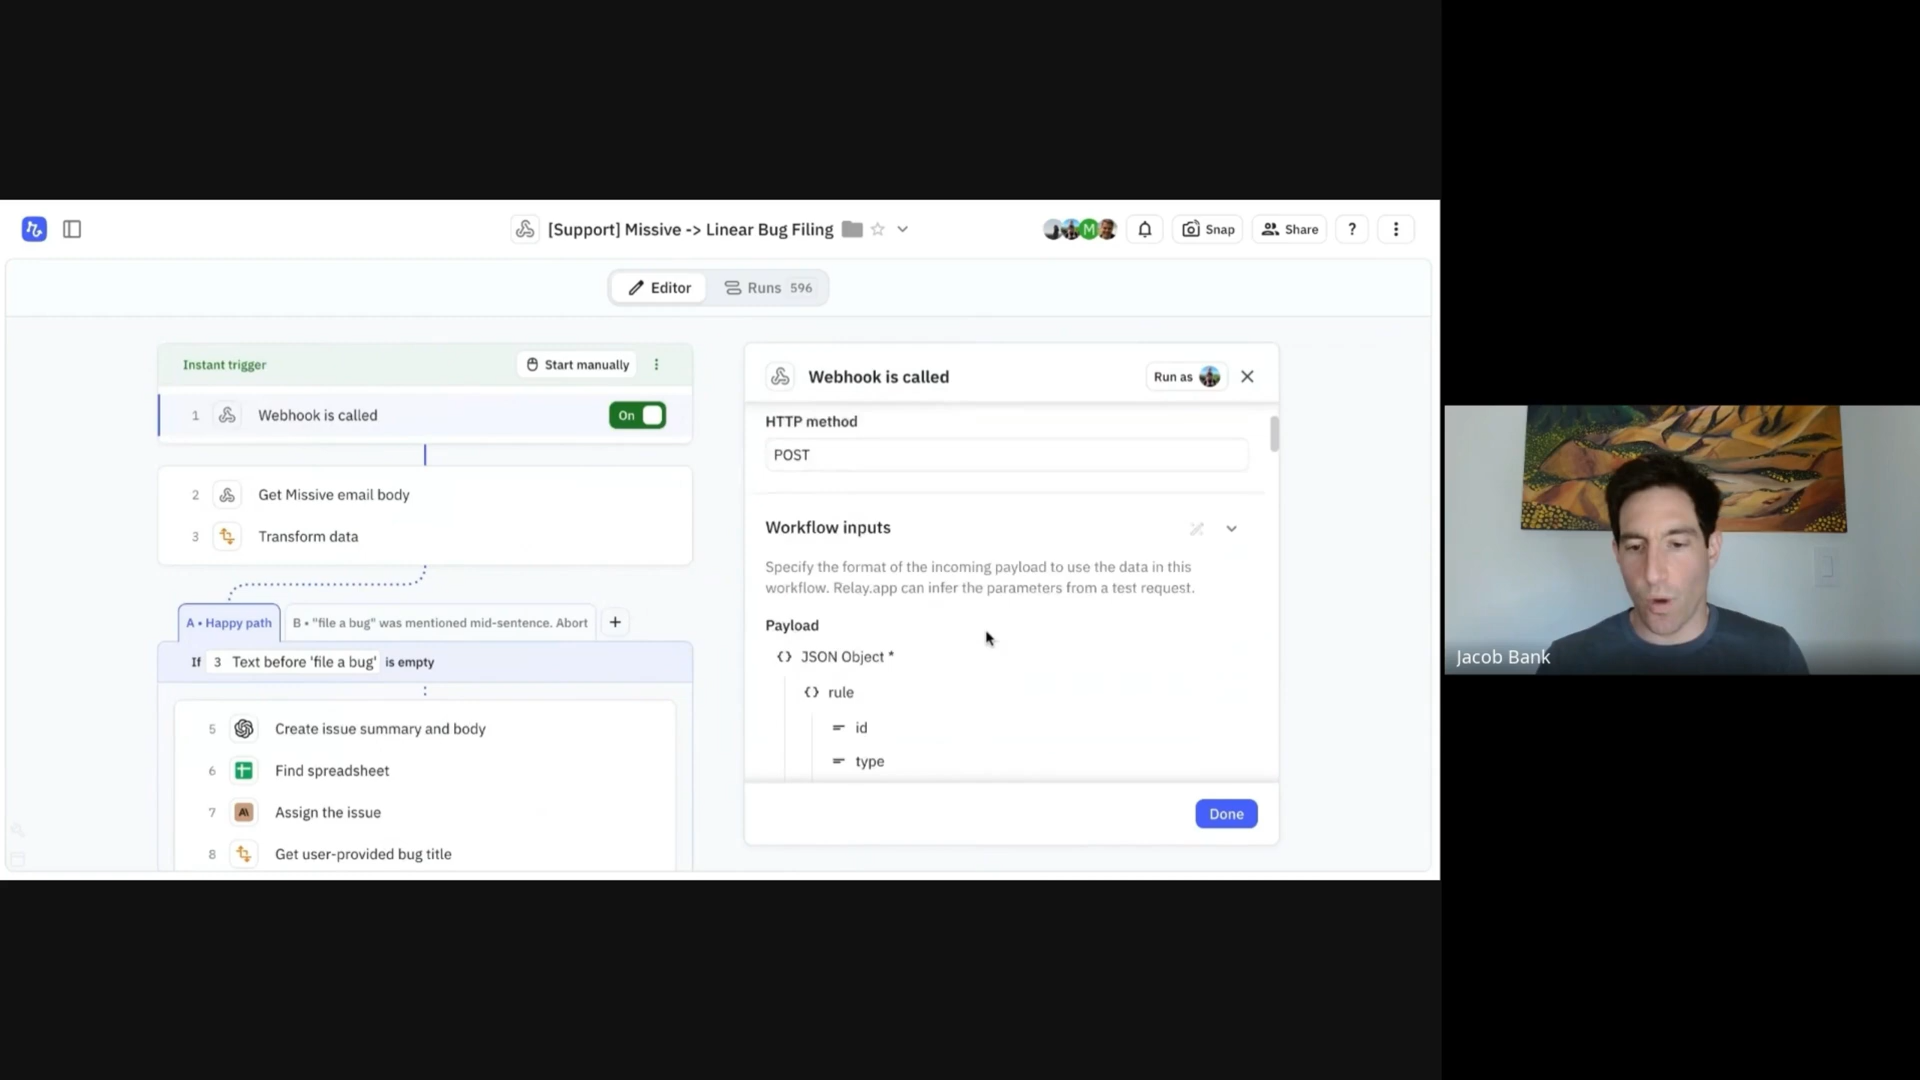 [Support] Missive -> Linear Bug Filing
M
Snap
Share
?
Editor
Runs 596
Instant trigger
Start manually
1 Webhook is called
On
2 Get Missive email body
3 Transform data
A • Happy path
B • "file a bug" was mentioned mid-sentence. Abort
+
If 3 Text before 'file a bug' is empty
5 Create issue summary and body
6 Find spreadsheet
7 Assign the issue
8 Get user-provided bug title
Webhook is called
Run as
HTTP method
POST
Workflow inputs
Specify the format of the incoming payload to use the data in this
workflow. Relay.app can infer the parameters from a test request.
Payload
{} JSON Object *
{} rule
id
type
Done
Jacob Bank